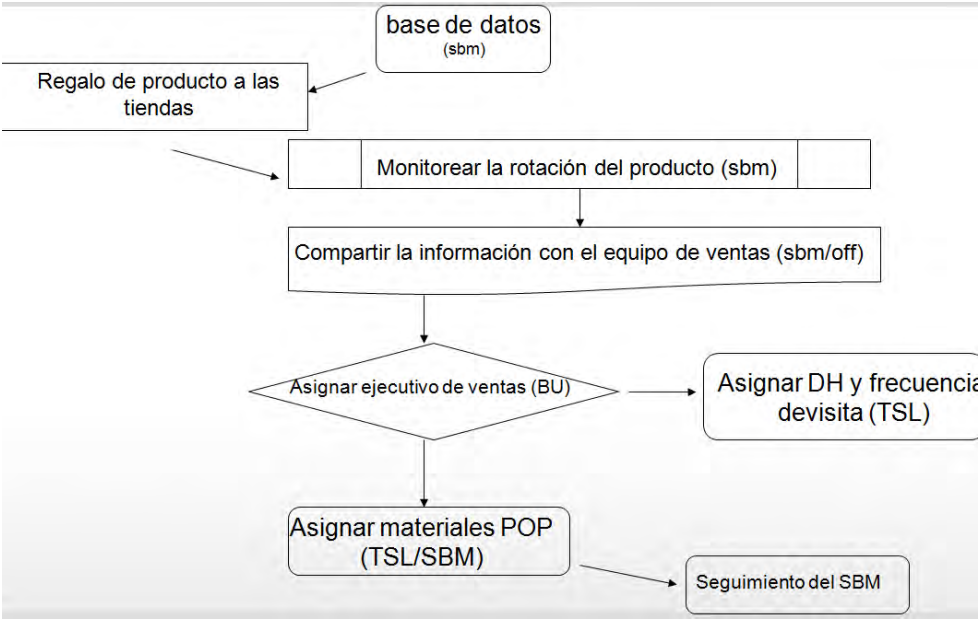 base de datos
(sbm)
Regalo de producto a las
tiendas
Monitorear la rotación del producto (sbm)
Compartir la información con el equipo de ventas (sbm/off)
Asignar ejecutivo de ventas (BU)
Asignar DH y frecuencia
devisita (TSL)
Asignar materiales POP
(TSL/SBM)
Seguimiento del SBM